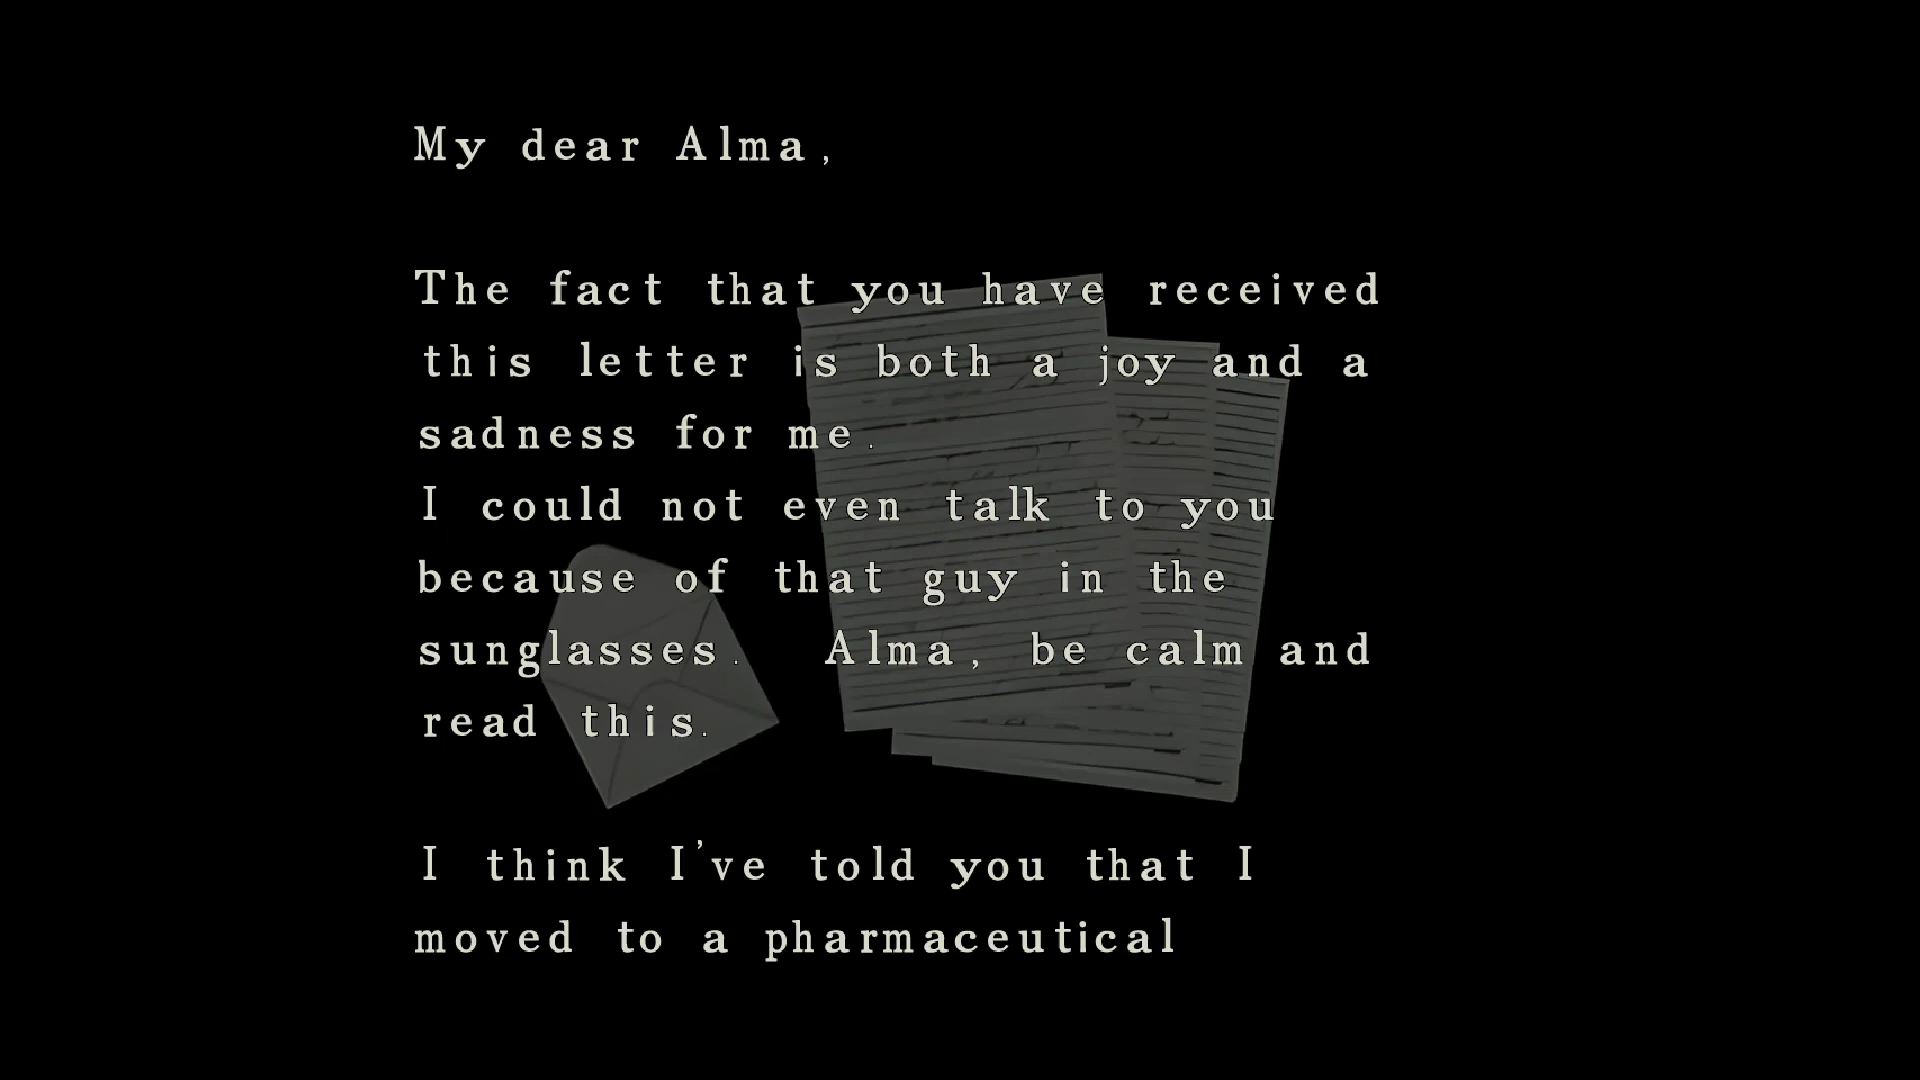 My dear Alma,
The fact that you have received
this letter is both a joy and a
sadness for me.
I could not even talk to you
because of that guy in the
sunglasses. Alma, be calm and
read this.
I think I've told you that I
moved to a pharmaceutical